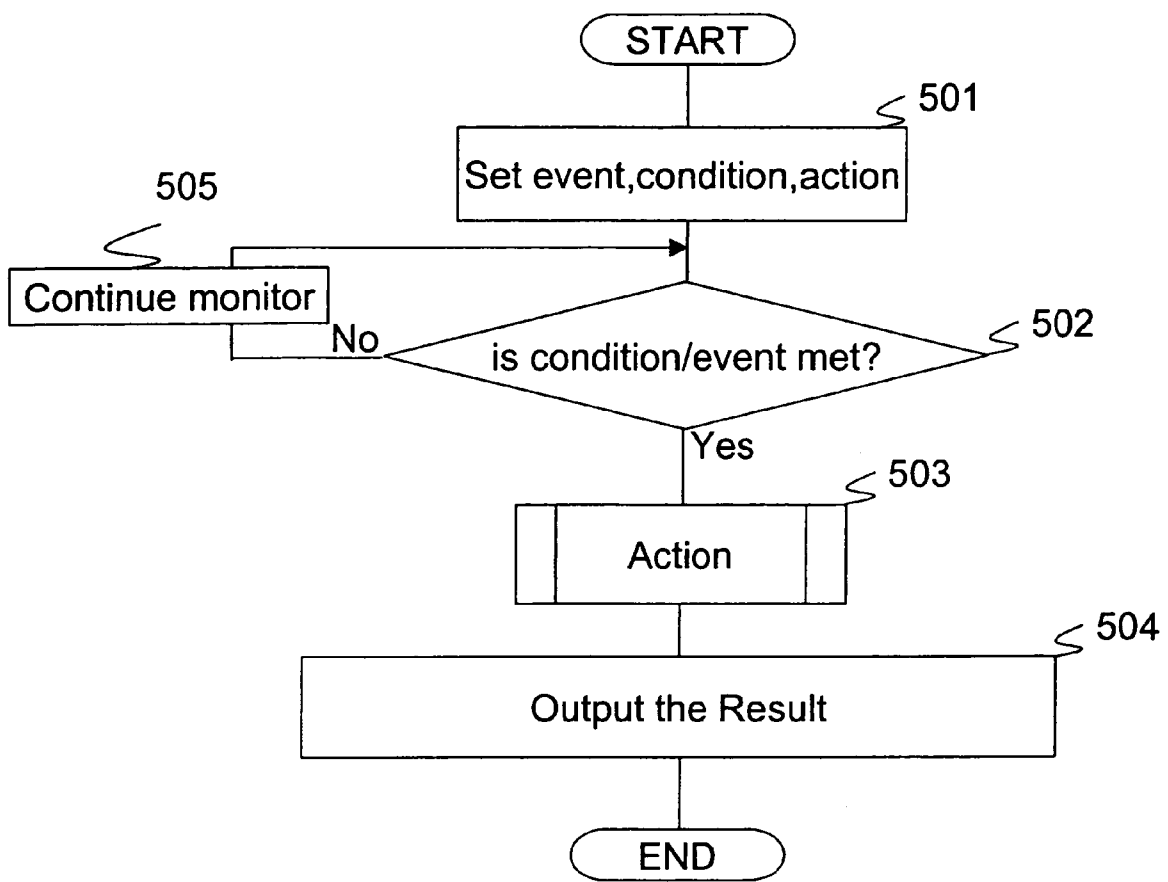 START
501
Set event,condition,action
505
Continue monitor
No
is condition/event met?
502
Yes
503
Action
504
Output the Result
END